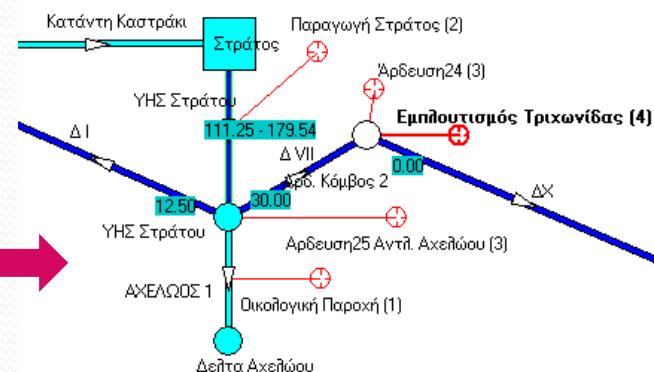 Κατάντη Καστράκι
Στράτος
Παραγωγή Στράτος (2)
Άρδευση24 (3)
ΥΗΣ Στράτου
Εμπλουτισμός Τριχωνίδας (4)
111.25 - 179.54
Δ Ι
Δ VII
0.00
Αρδ. Κόμβος 2
ΔΧ
12.50
30.00
ΥΗΣ Στράτου
Αρδευση25 Αντλ. Αχελώου (3)
ΑΧΕΛΩΟΣ 1
Οικολογική Παροχή (1)
Δελτα Αχελώου